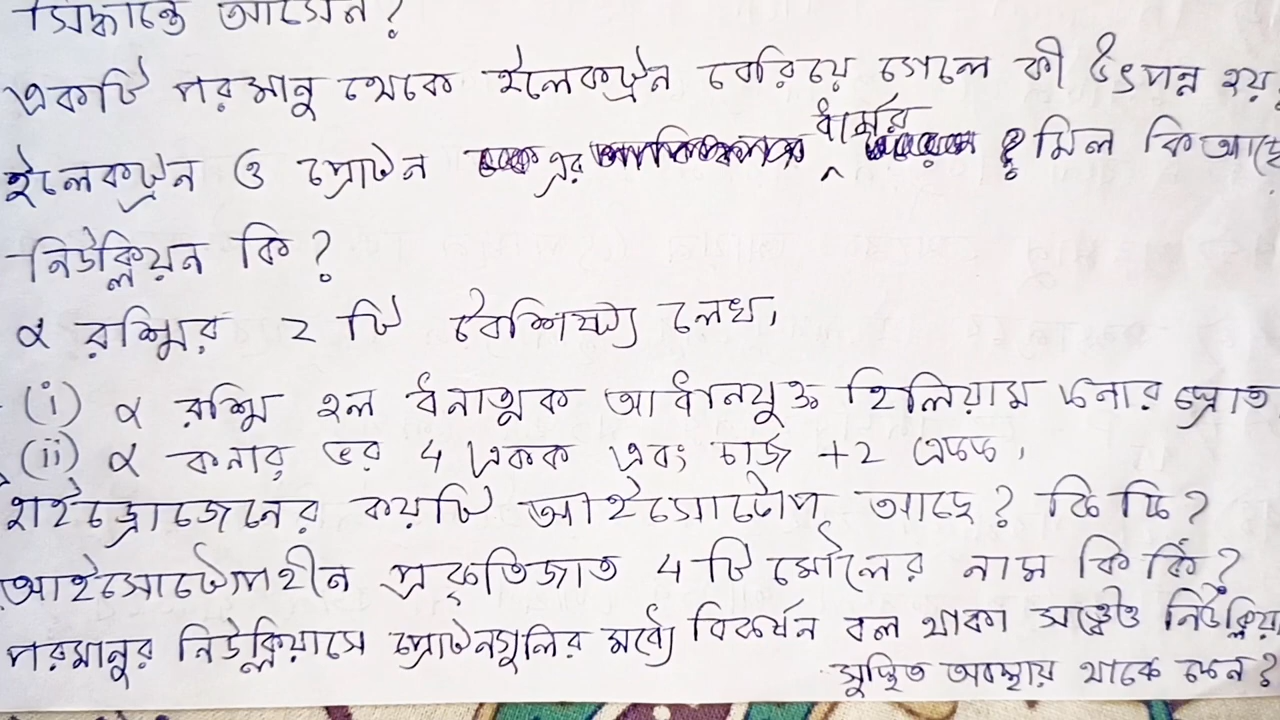 সিদ্ধান্তে আসেন?
একটি পরমানু থেকে ইলেকট্রন বেরিয়ে গেলে কী উৎপন্ন হয়?
ইলেকট্রন ও প্রোটন এর ধর্মের মিল কি আছে
নিউক্লিয়ন কি?
α রশ্মির ২ টি বৈশিষ্ট্য লেখ।
(i) α রশ্মি হল ধনাত্মক আধানযুক্ত হিলিয়াম কনার স্রোত
(ii) α কনার ভর 4 একক এবং চার্জ +2 একক।
হাইড্রোজেনের কয়টি আইসোটোপ আছে? কি কি?
আইসোটোপহীন প্রকৃতিজাত 4 টি মৌলের নাম কি কি?
পরমানুর নিউক্লিয়াসে প্রোটনগুলির মধ্যে বিকর্ষন বল থাকা সত্ত্বেও নিউক্লিয়া
সুস্থিত অবস্থায় থাকে কেন?